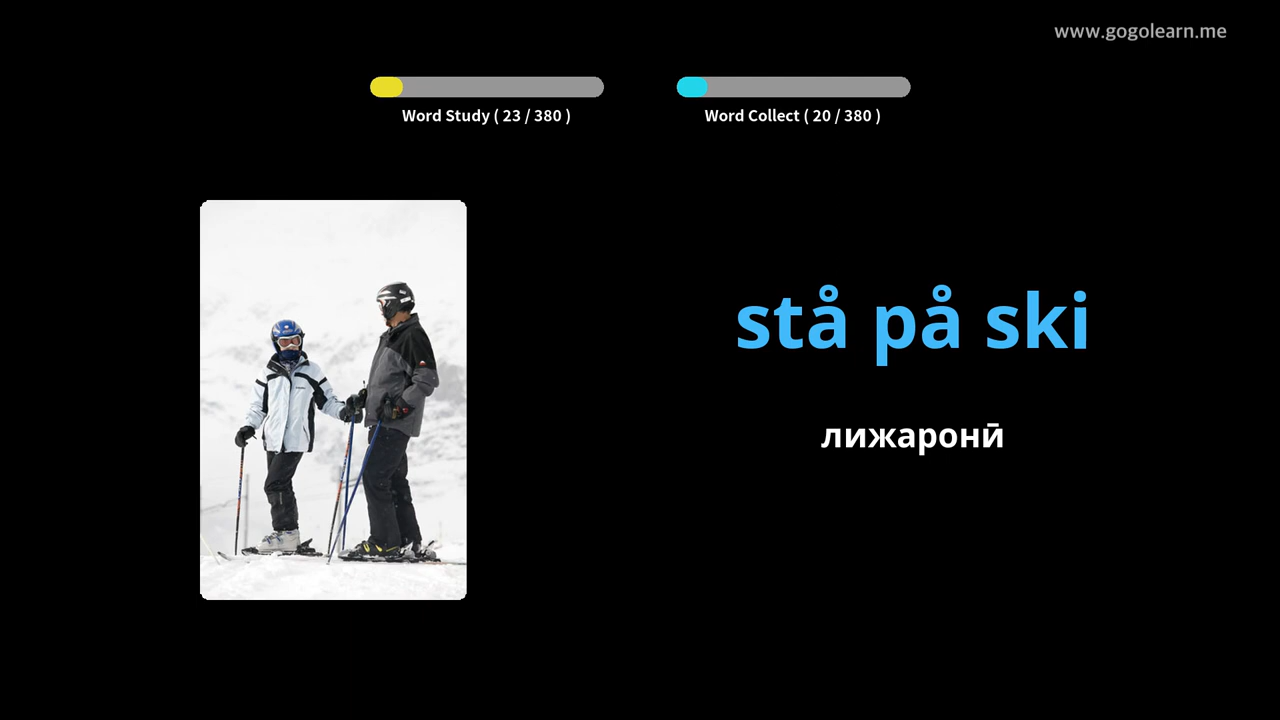 www.gogolearn.me
Word Study ( 23 / 380 )
Word Collect ( 20 / 380 )
stå på ski
лижаронӣ